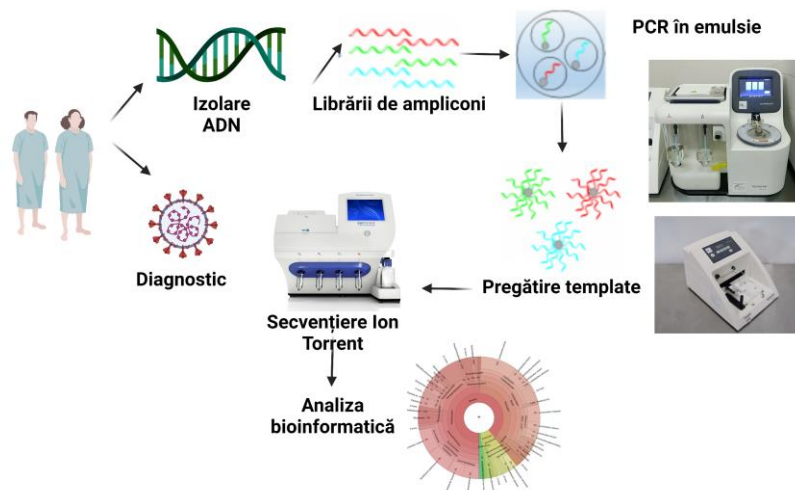 PCR în emulsie
Izolare
ADN
Librării de ampliconi
Diagnostic
Pregătire template
Secvențiere Ion
Torrent
Analiza
bioinformatică